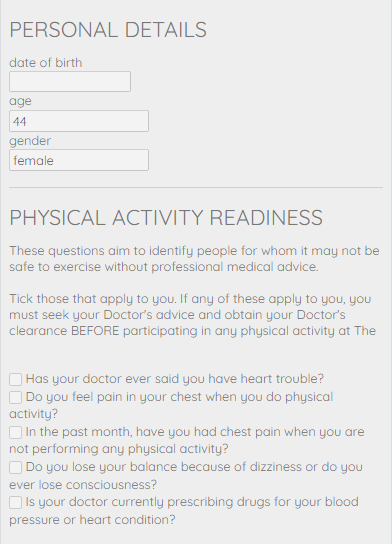 PERSONAL DETAILS
date of birth
age
44
gender
female
PHYSICAL ACTIVITY READINESS
These questions aim to identify people for whom it may not be
safe to exercise without professional medical advice.
Tick those that apply to you. If any of these apply to you, you
must seek your Doctor's advice and obtain your Doctor's
clearance BEFORE participating in any physical activity at The
Has your doctor ever said you have heart trouble?
Do you feel pain in your chest when you do physical
activity?
In the past month, have you had chest pain when you are
not performing any physical activity?
Do you lose your balance because of dizziness or do you
ever lose consciousness?
Is your doctor currently prescribing drugs for your blood
pressure or heart condition?